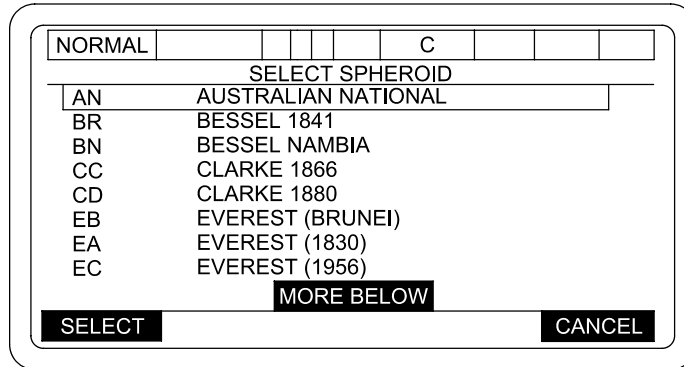 NORMAL C
SELECT SPHEROID
AN AUSTRALIAN NATIONAL
BR BESSEL 1841
BN BESSEL NAMBIA
CC CLARKE 1866
CD CLARKE 1880
EB EVEREST (BRUNEI)
EA EVEREST (1830)
EC EVEREST (1956)
MORE BELOW
SELECT CANCEL